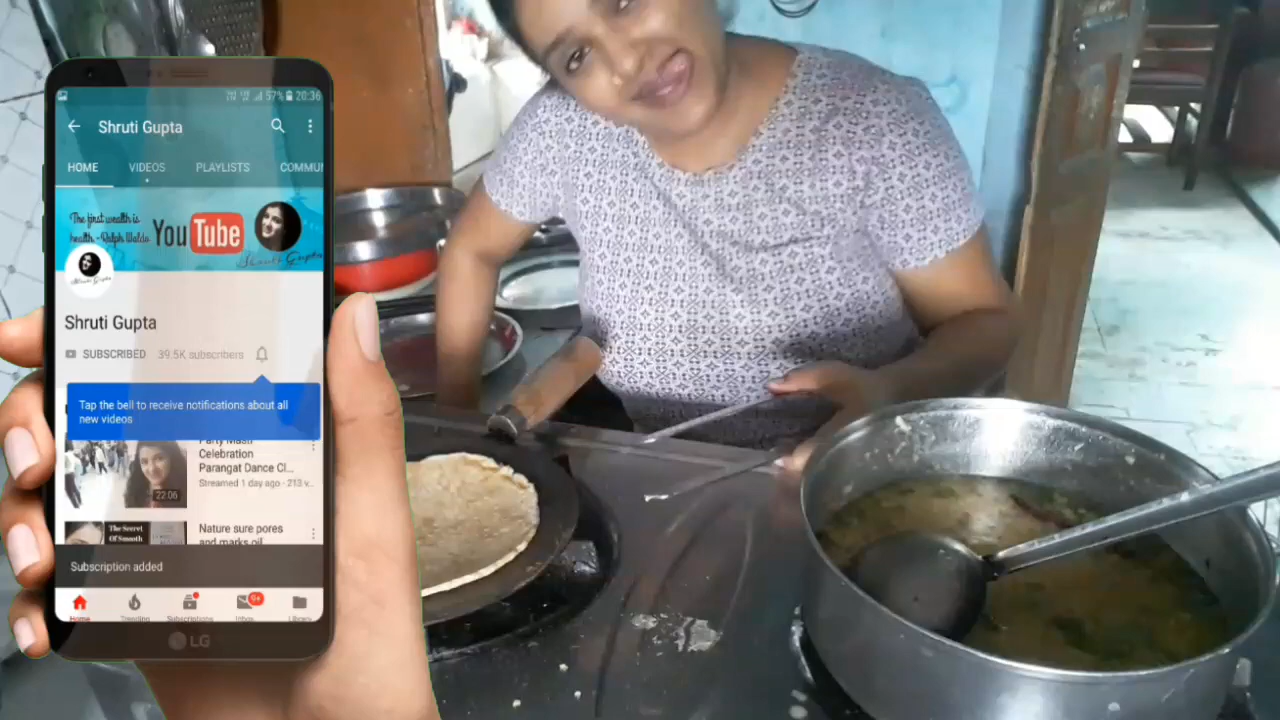 57% 20:36
Shruti Gupta
HOME VIDEOS PLAYLISTS COMMU
The first wealth is
health - Ralph Waldo
YouTube
Shruti Gupta
Shruti Gupta
SUBSCRIBED 39.5K subscribers
Tap the bell to receive notifications about all
new videos
Party Mash
Celebration
Parangat Dance Cl...
Streamed 1 day ago · 213 v..
22:06
The Secret
Of Smooth
Nature sure pores
and marks oil
Subscription added
Home Trending Subscriptions Inbox Library
9+
LG